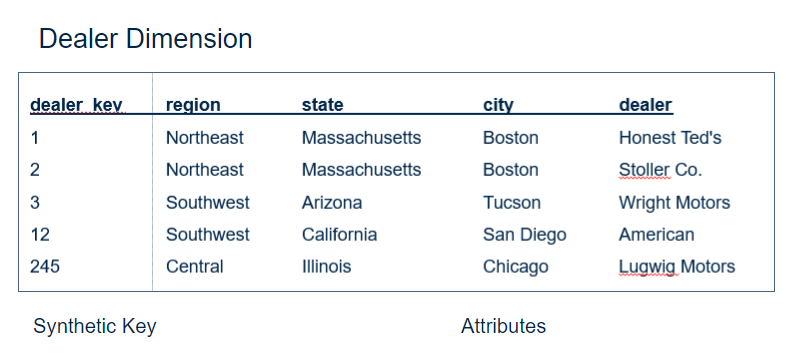 Dealer Dimension
dealer_key region state city dealer
1 Northeast Massachusetts Boston Honest Ted's
2 Northeast Massachusetts Boston Stoller Co.
3 Southwest Arizona Tucson Wright Motors
12 Southwest California San Diego American
245 Central Illinois Chicago Lugwig Motors
Synthetic Key Attributes